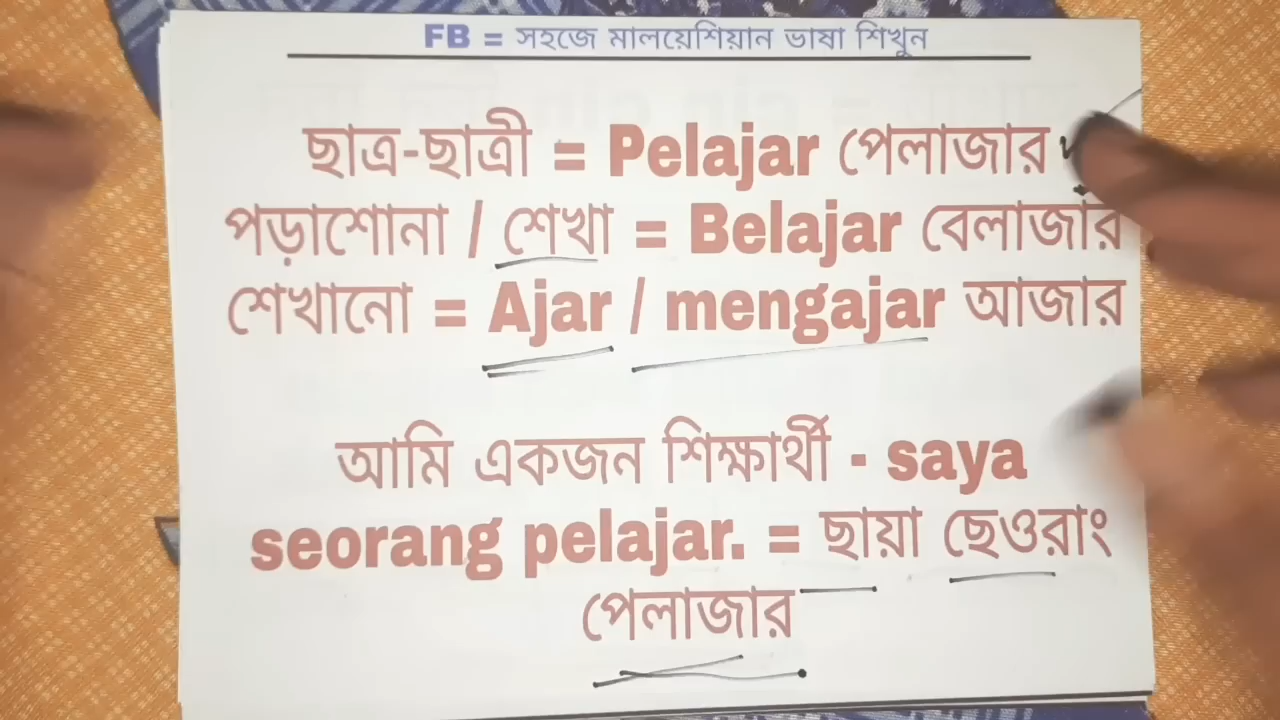 FB = সহজে মালয়েশিয়ান ভাষা শিখুন
ছাত্র-ছাত্রী = Pelajar পেলাজার
পড়াশোনা / শেখা = Belajar বেলাজার
শেখানো = Ajar / mengajar আজার
আমি একজন শিক্ষার্থী - saya
seorang pelajar. = ছায়া ছেওরাং
পেলাজার